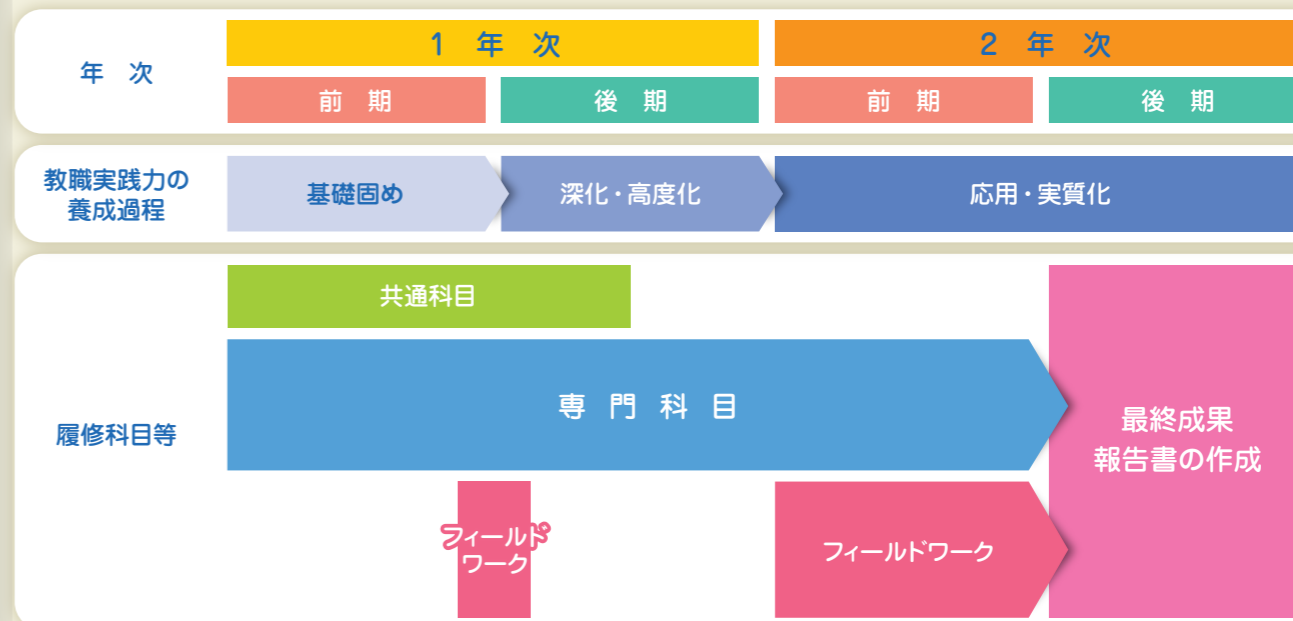 年 次
1 年 次
2 年 次
前 期
後 期
前 期
後 期
教職実践力の
養成過程
基礎固め
深化・高度化
応用・実質化
履修科目等
共通科目
専 門 科 目
フィールド
ワーク
フィールドワーク
最終成果
報告書の作成